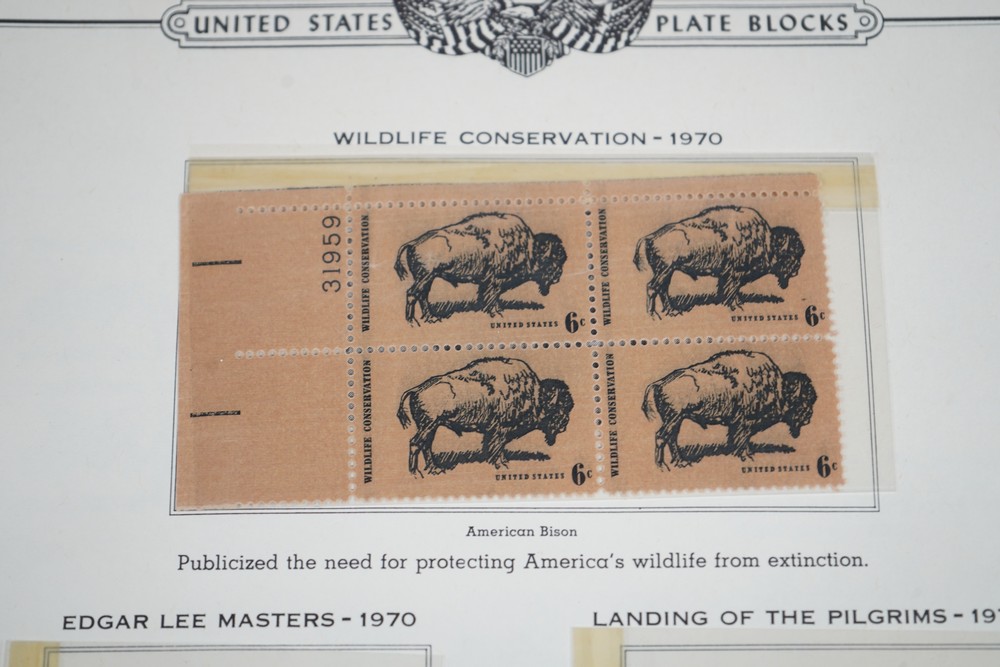 UNITED STATES PLATE BLOCKS
WILDLIFE CONSERVATION - 1970
31959
WILDLIFE CONSERVATION
UNITED STATES 6c
WILDLIFE CONSERVATION
UNITED STATES 6c
WILDLIFE CONSERVATION
UNITED STATES 6c
WILDLIFE CONSERVATION
UNITED STATES 6c
American Bison
Publicized the need for protecting America's wildlife from extinction.
EDGAR LEE MASTERS - 1970
LANDING OF THE PILGRIMS - 19